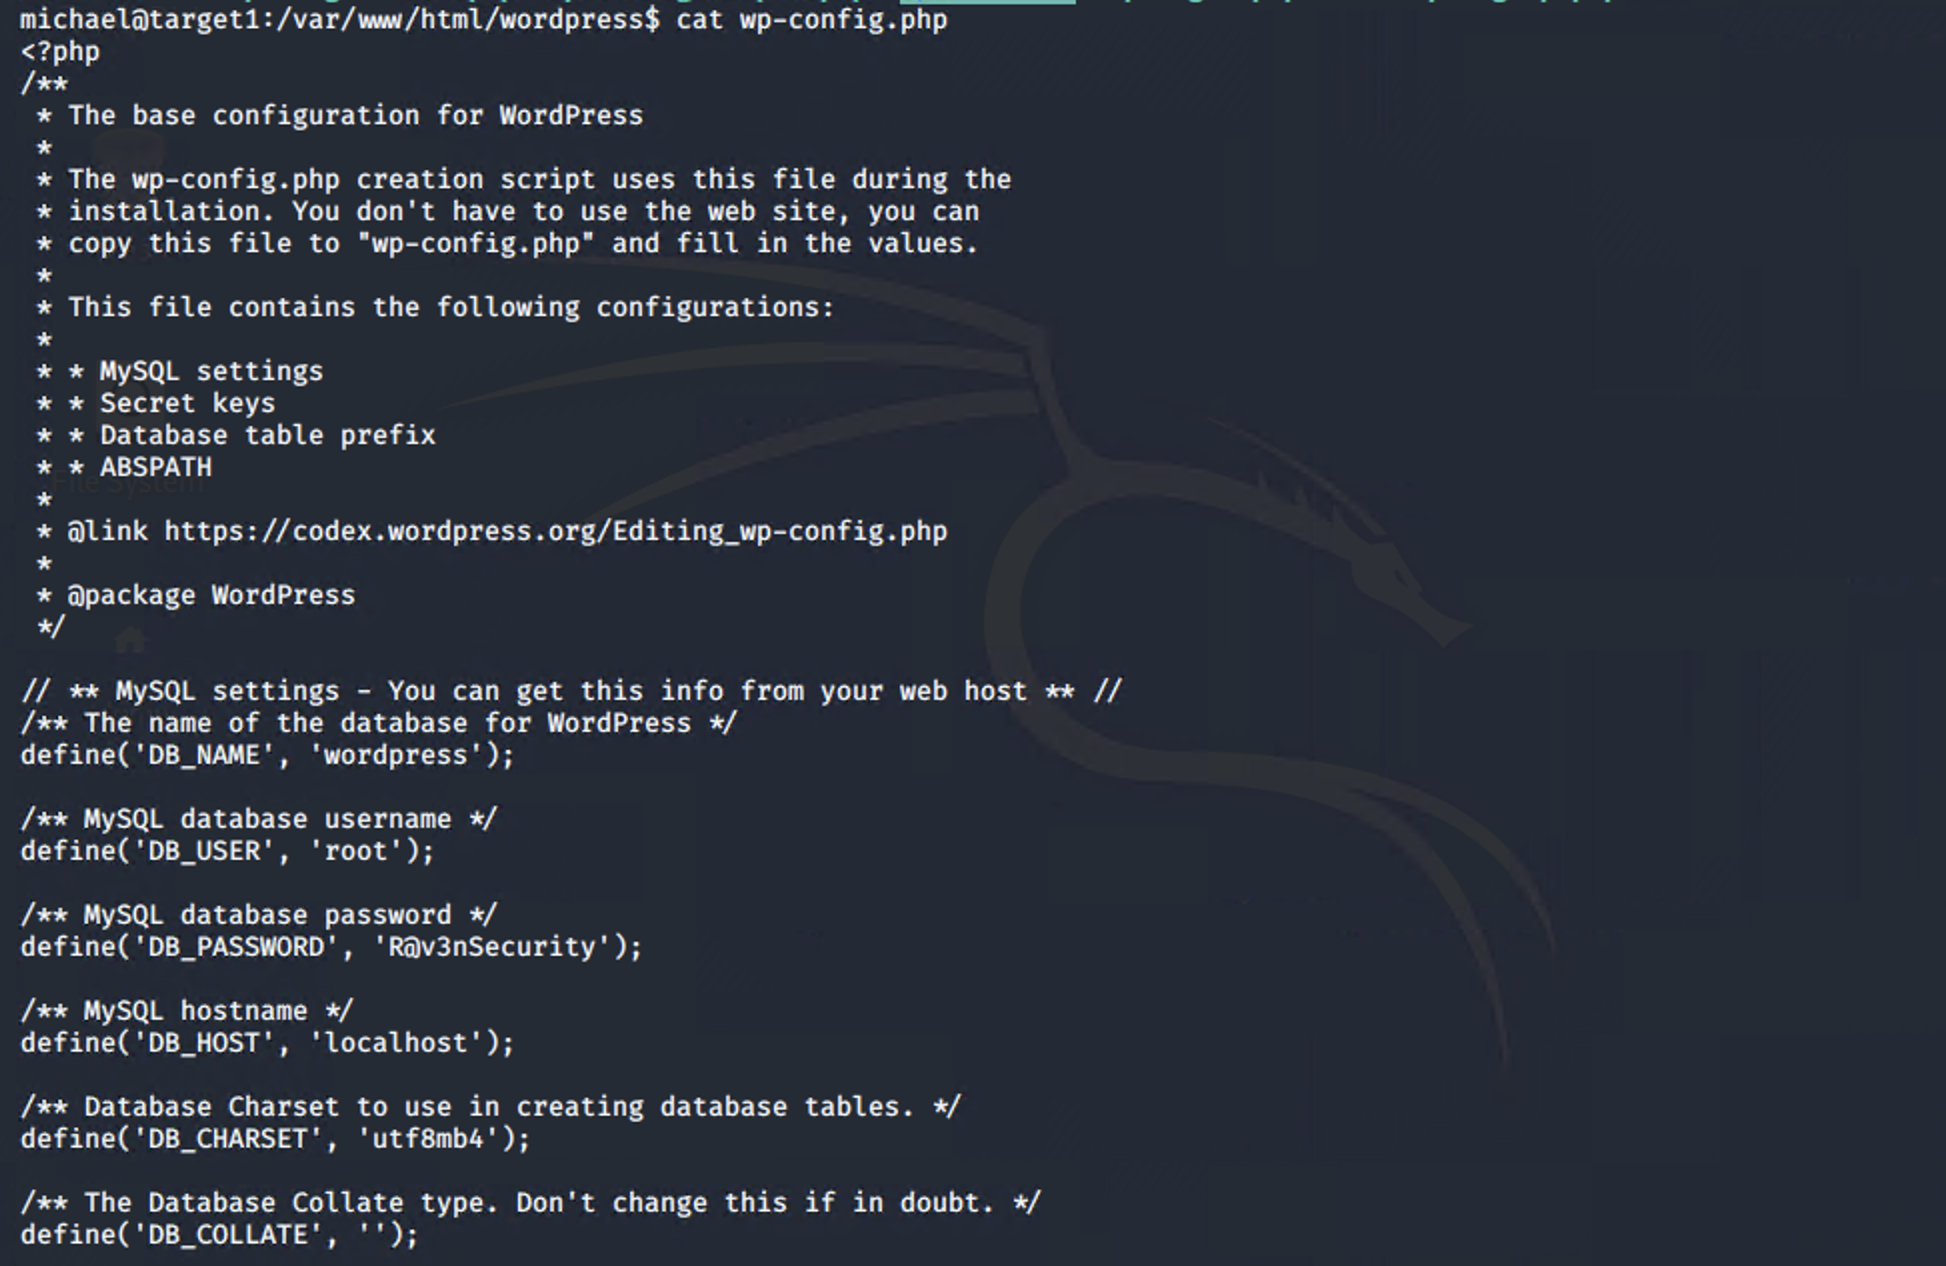 michael@target1:/var/www/html/wordpress$ cat wp-config.php
<?php
/**
 * The base configuration for WordPress
 *
 * The wp-config.php creation script uses this file during the
 * installation. You don't have to use the web site, you can
 * copy this file to "wp-config.php" and fill in the values.
 *
 * This file contains the following configurations:
 *
 * * MySQL settings
 * * Secret keys
 * * Database table prefix
 * * ABSPATH
File System
 *
 * @link https://codex.wordpress.org/Editing_wp-config.php
 *
 * @package WordPress
 */

// ** MySQL settings - You can get this info from your web host ** //
/** The name of the database for WordPress */
define('DB_NAME', 'wordpress');

/** MySQL database username */
define('DB_USER', 'root');

/** MySQL database password */
define('DB_PASSWORD', 'R@v3nSecurity');

/** MySQL hostname */
define('DB_HOST', 'localhost');

/** Database Charset to use in creating database tables. */
define('DB_CHARSET', 'utf8mb4');

/** The Database Collate type. Don't change this if in doubt. */
define('DB_COLLATE', '');